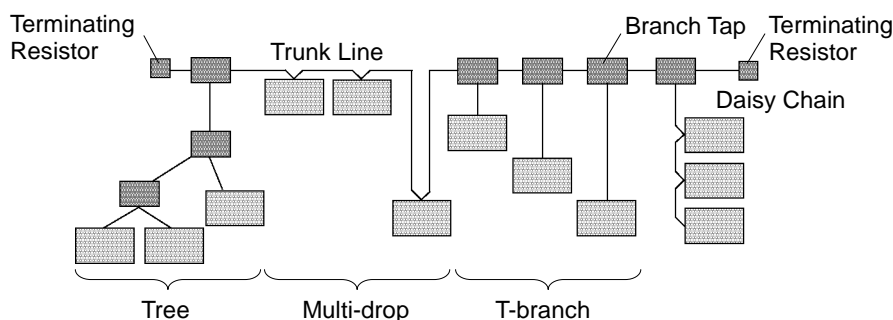 Terminating
Resistor
Trunk Line
Branch Tap
Terminating
Resistor
Daisy Chain
Tree
Multi-drop
T-branch